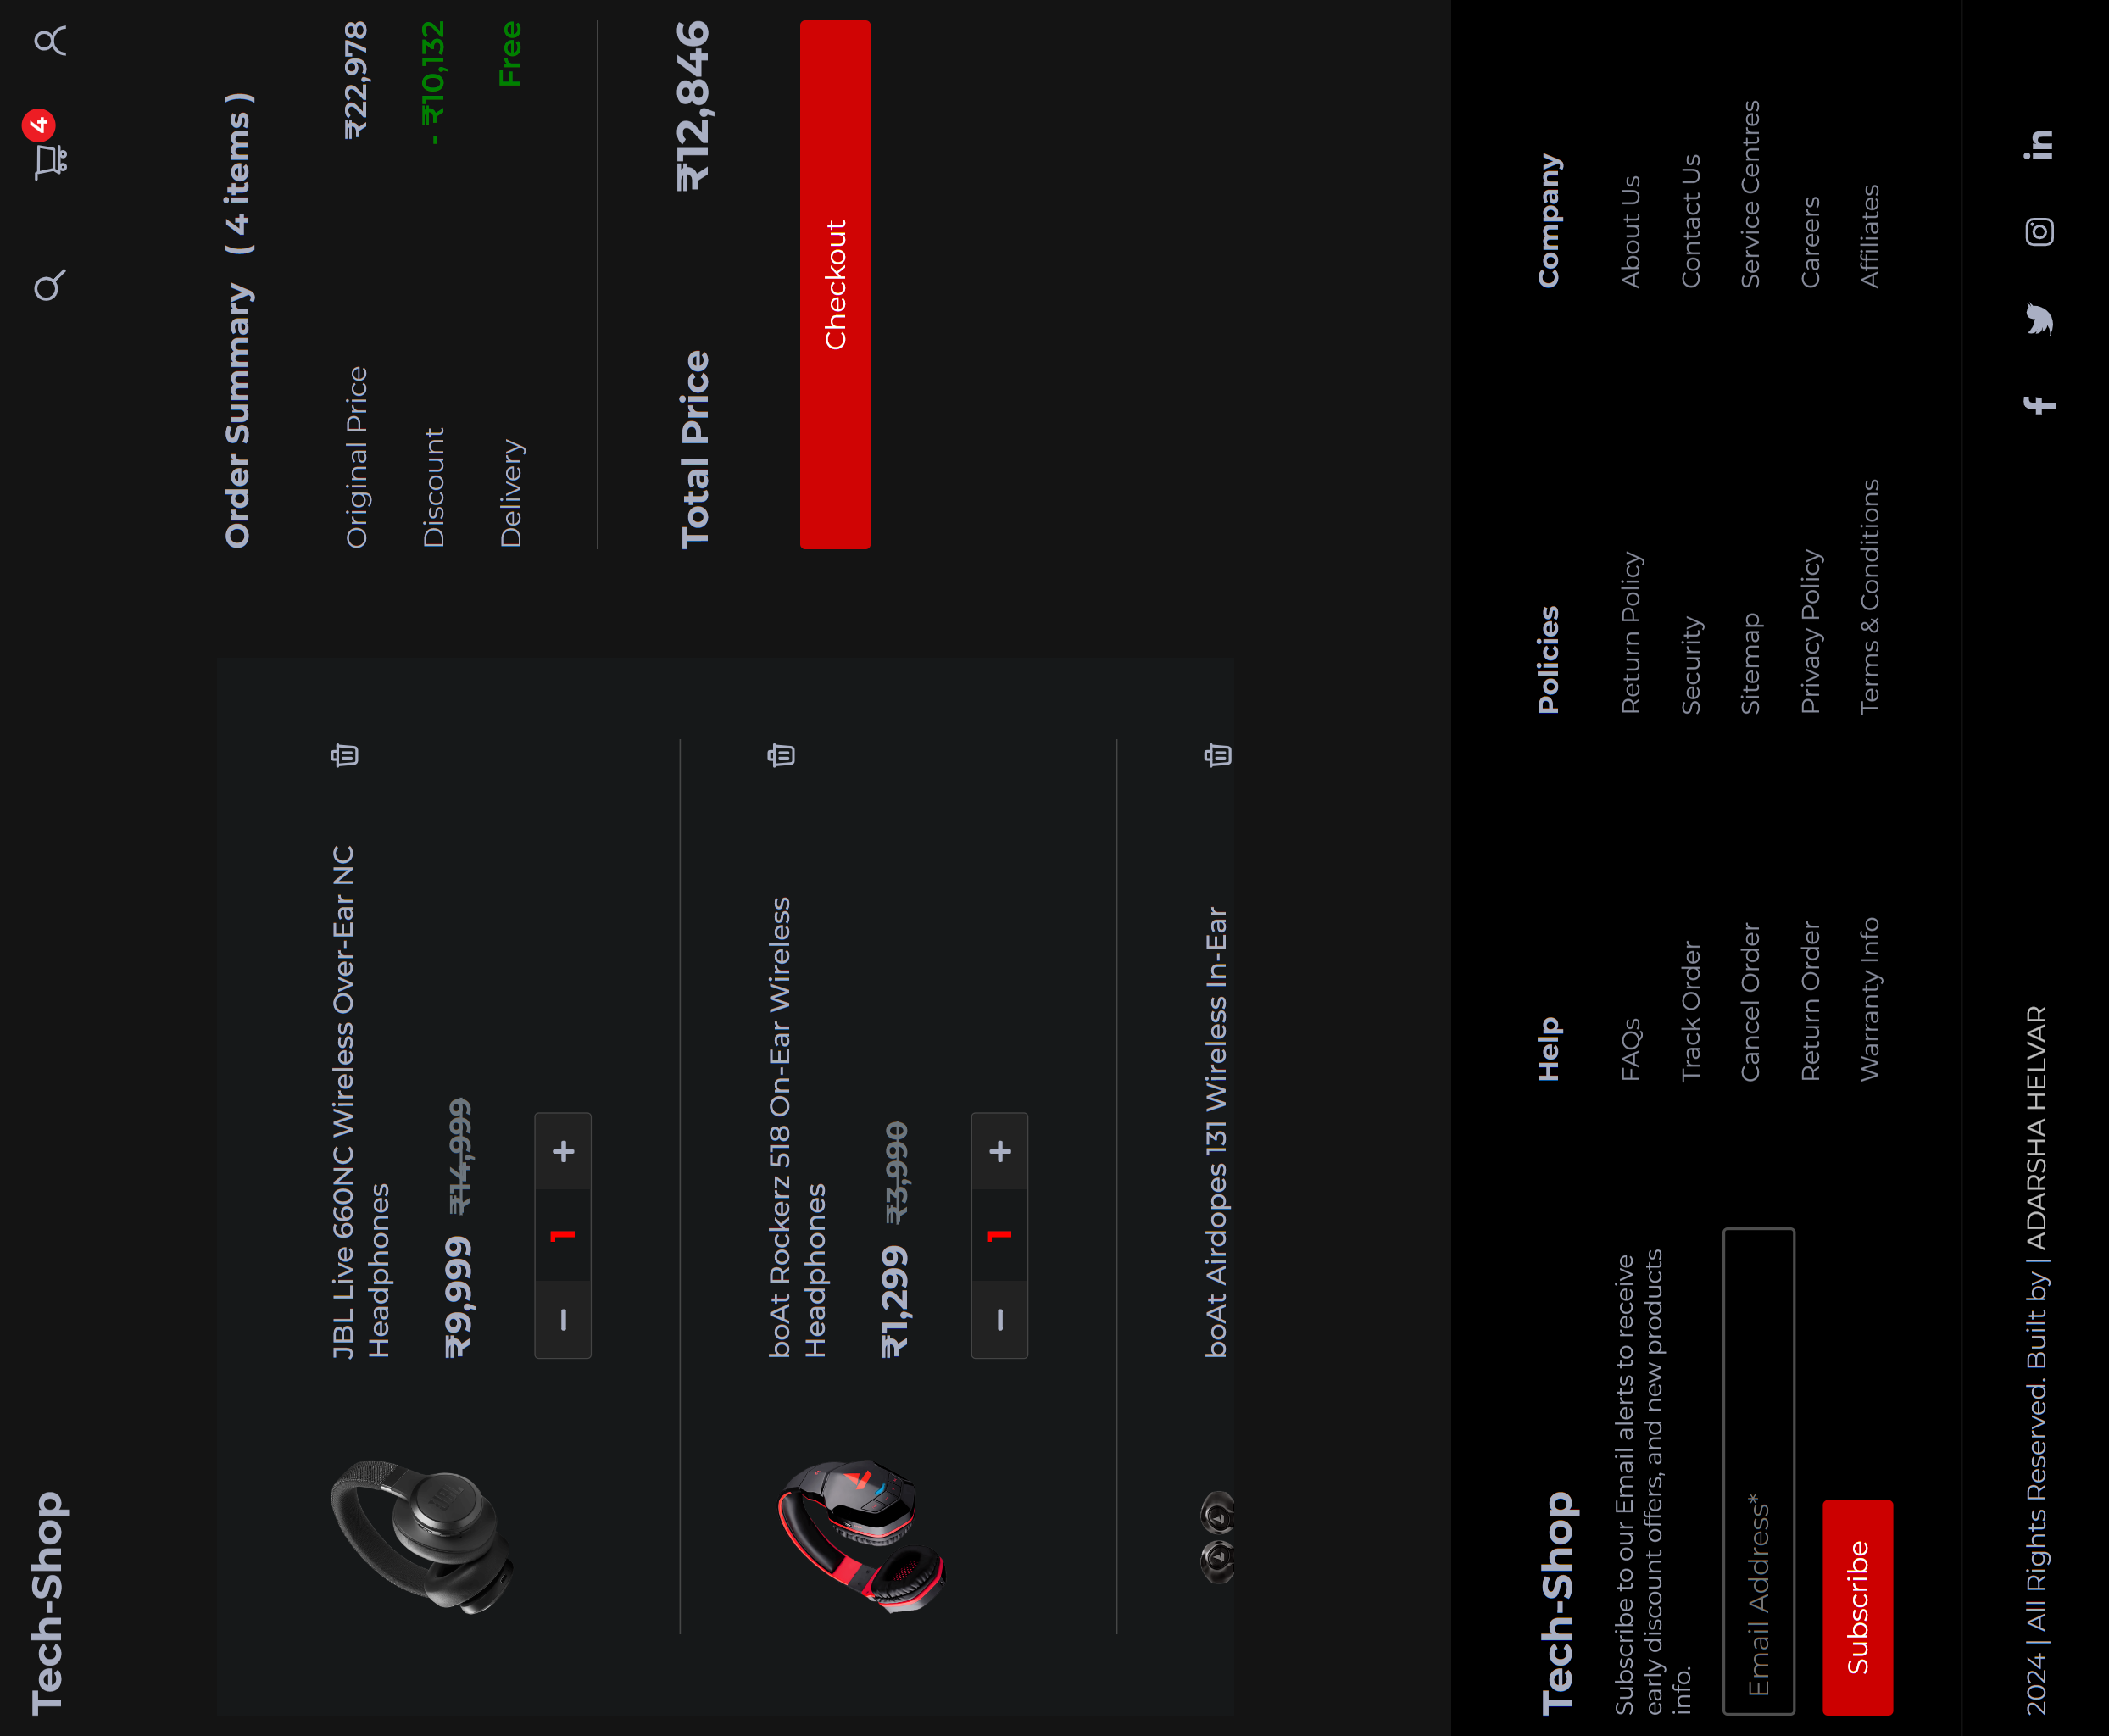 Tech-Shop
4
JBL Live 660NC Wireless Over-Ear NC
Headphones
₹9,999 ₹14,999
− 1 +
boAt Rockerz 518 On-Ear Wireless
Headphones
₹1,299 ₹3,990
− 1 +
boAt Airdopes 131 Wireless In-Ear
Order Summary ( 4 items )
Original Price ₹22,978
Discount - ₹10,132
Delivery Free
Total Price ₹12,846
Checkout
Tech-Shop
Subscribe to our Email alerts to receive
early discount offers, and new products
info.
Email Address*
Subscribe
Help
FAQs
Track Order
Cancel Order
Return Order
Warranty Info
Policies
Return Policy
Security
Sitemap
Privacy Policy
Terms & Conditions
Company
About Us
Contact Us
Service Centres
Careers
Affiliates
2024 | All Rights Reserved. Built by | ADARSHA HELVAR